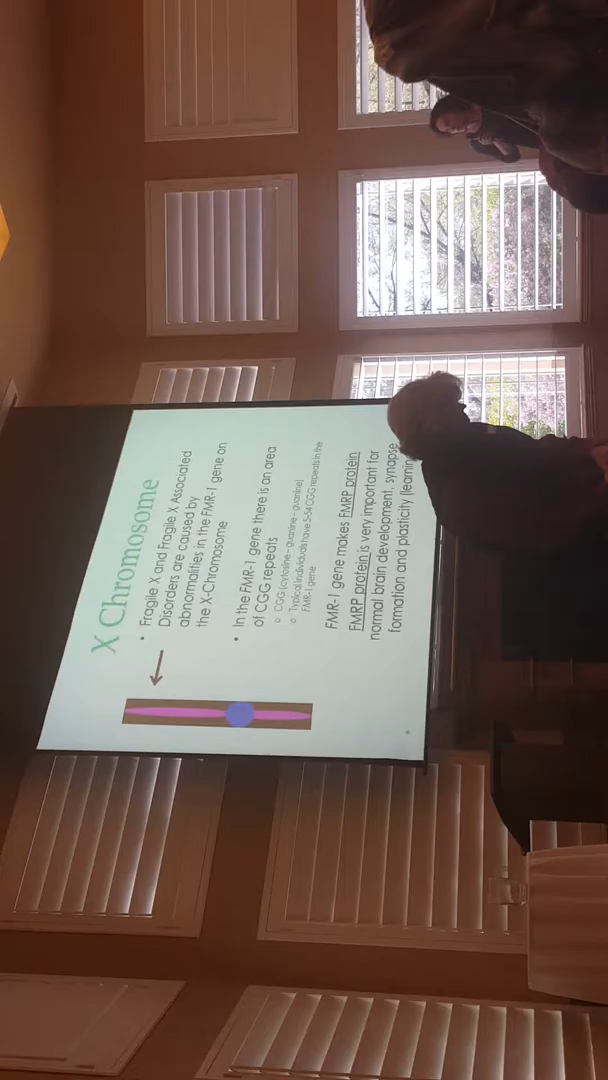 X Chromosome
• Fragile X and Fragile X Associated
Disorders are caused by
abnormalities in the FMR-1 gene on
the X-Chromosome
• In the FMR-1 gene there is an area
of CGG repeats
o CGG (cytosine–guanine–guanine)
o Typical individuals have 5-54 CGG repeats in the
FMR-1 gene
FMR-1 gene makes FMRP protein
FMRP protein is very important for
normal brain development, synapse
formation and plasticity